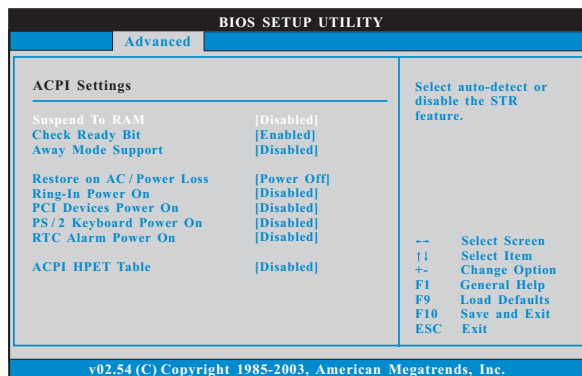 BIOS SETUP UTILITY
Advanced
ACPI Settings
Suspend To RAM [Disabled]
Check Ready Bit [Enabled]
Away Mode Support [Disabled]
Restore on AC / Power Loss [Power Off]
Ring-In Power On [Disabled]
PCI Devices Power On [Disabled]
PS / 2 Keyboard Power On [Disabled]
RTC Alarm Power On [Disabled]
ACPI HPET Table [Disabled]
Select auto-detect or
disable the STR
feature.
←→ Select Screen
↑↓ Select Item
+- Change Option
F1 General Help
F9 Load Defaults
F10 Save and Exit
ESC Exit
v02.54 (C) Copyright 1985-2003, American Megatrends, Inc.